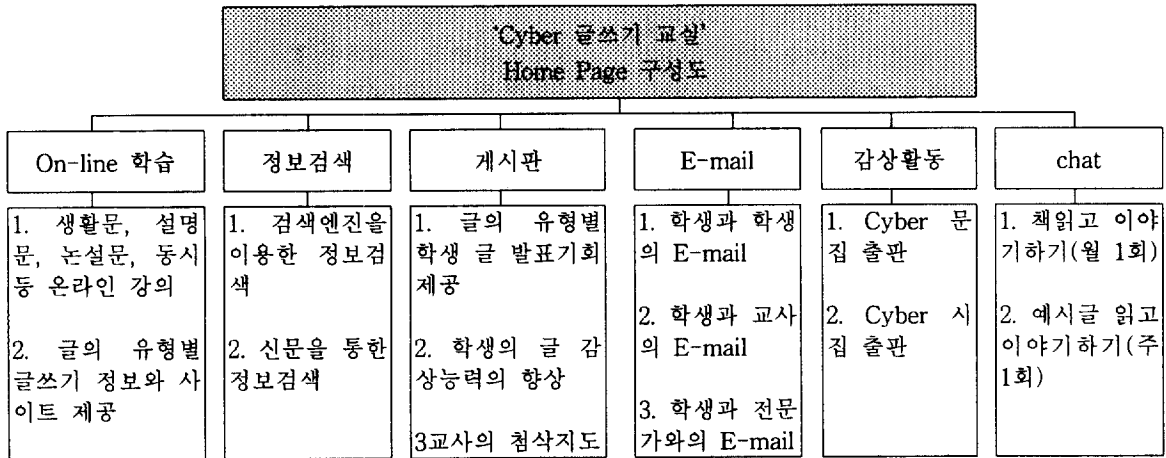 'Cyber 글쓰기 교실'
Home Page 구성도
On-line 학습
1. 생활문, 설명
문, 논설문, 동시
등 온라인 강의
2. 글의 유형별
글쓰기 정보와 사
이트 제공
정보검색
1. 검색엔진을
이용한 정보검
색
2. 신문을 통한
정보검색
게시판
1. 글의 유형별
학생 글 발표기회
제공
2. 학생의 글 감
상능력의 향상
3교사의 첨삭지도
E-mail
1. 학생과 학생
의 E-mail
2. 학생과 교사
의 E-mail
3. 학생과 전문
가와의 E-mail
감상활동
1. Cyber 문
집 출판
2. Cyber 시
집 출판
chat
1. 책읽고 이야
기하기(월 1회)
2. 예시글 읽고
이야기하기(주
1회)